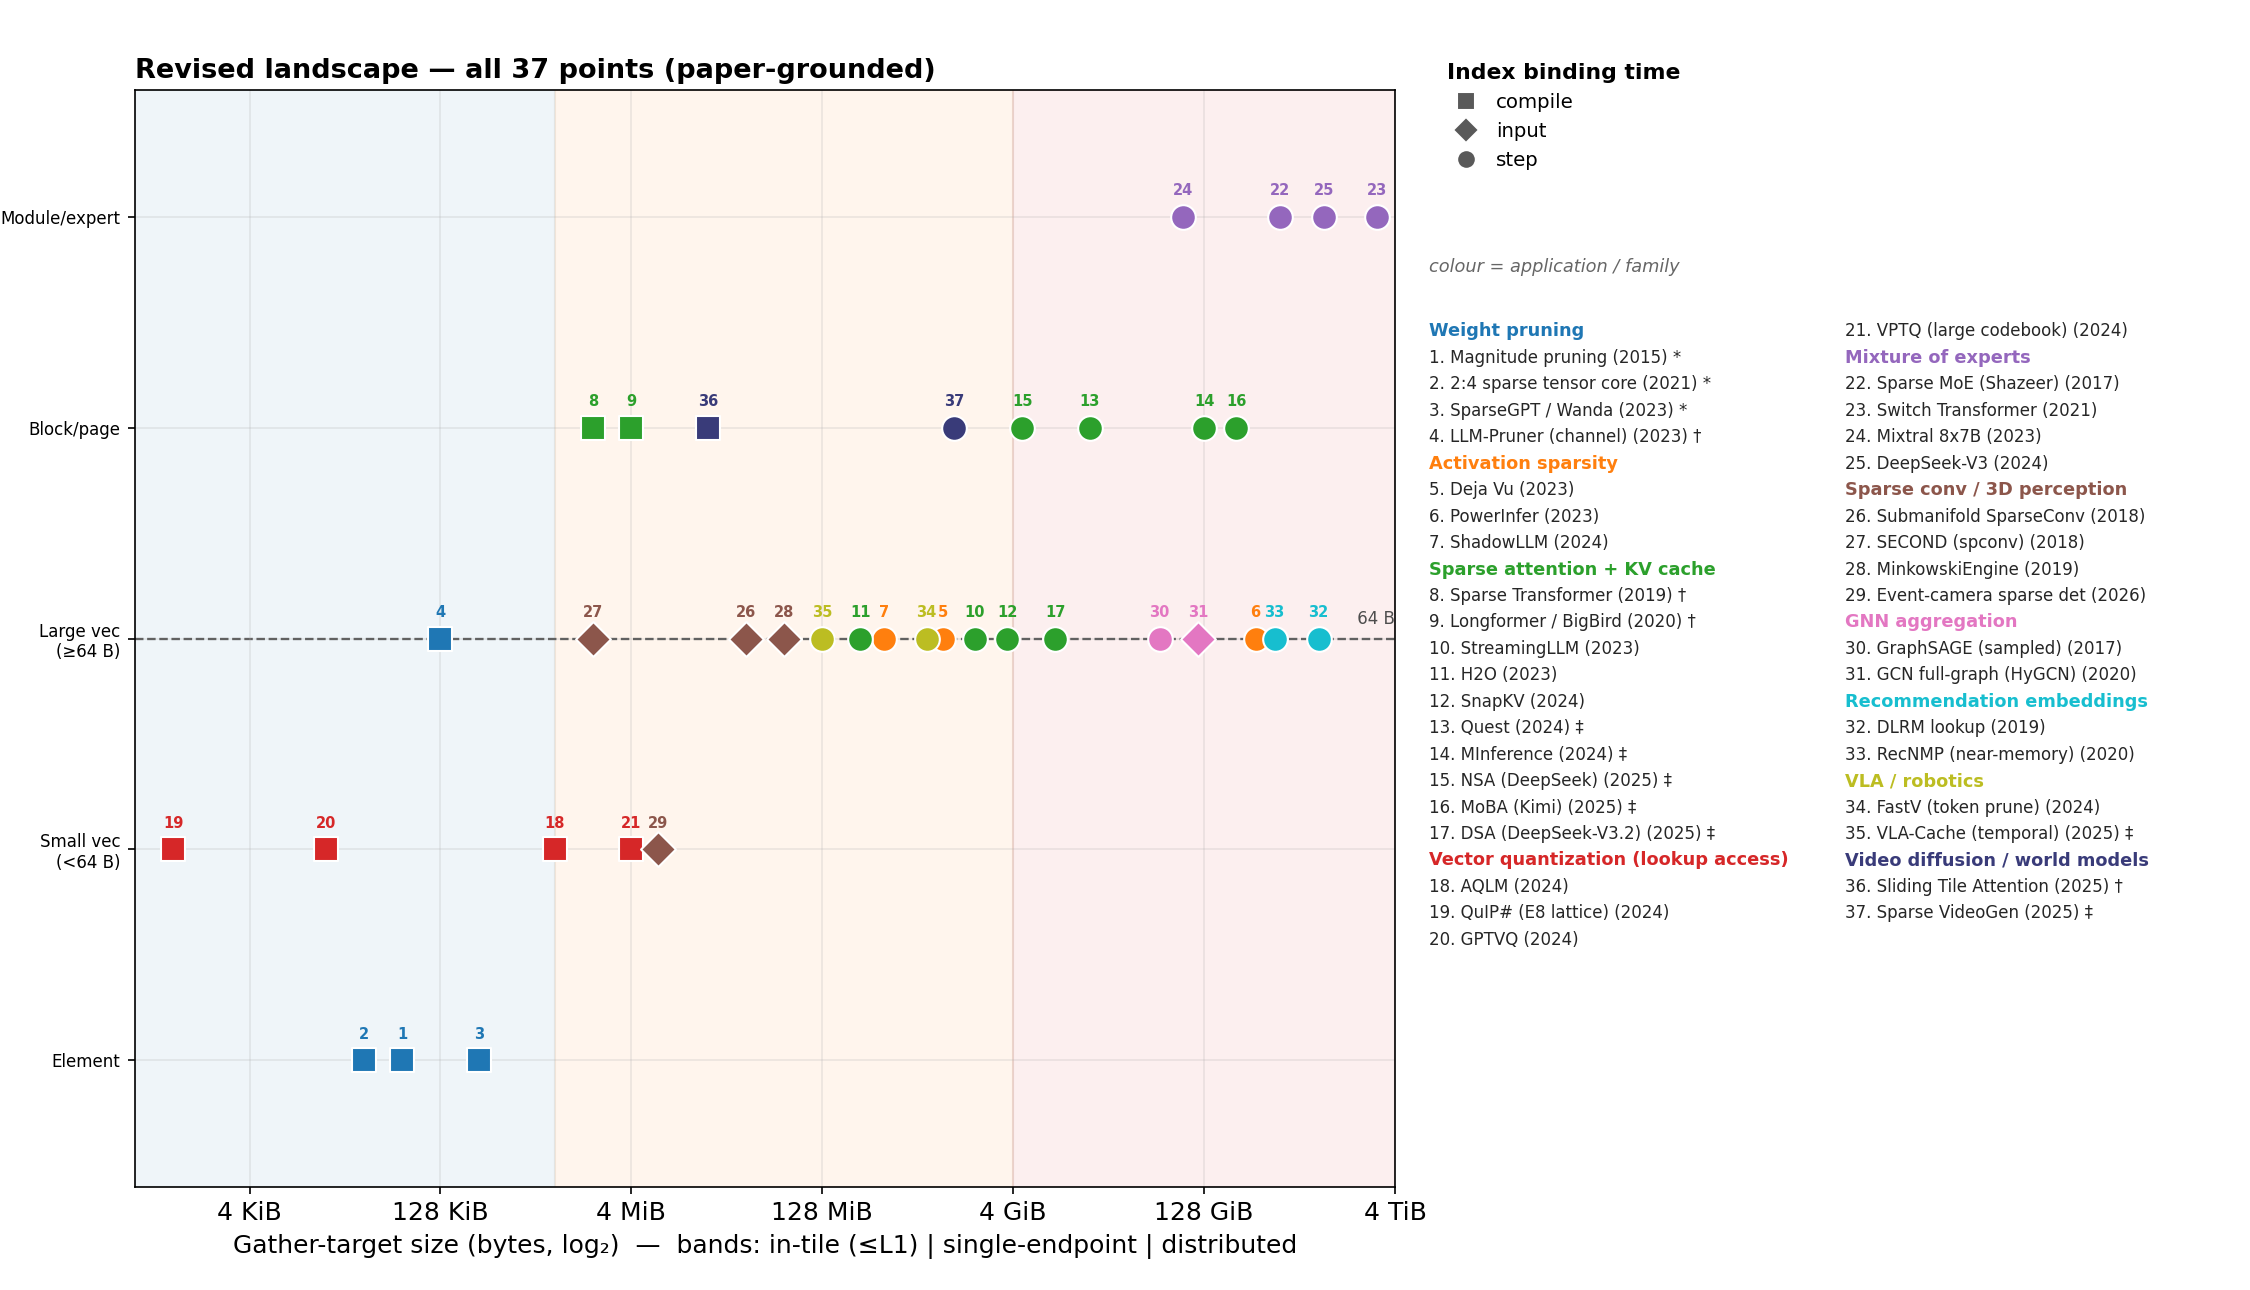 Revised landscape — all 37 points (paper-grounded)
Module/expert
24 22 25 23
Block/page
8 9 36 37 15 13 14 16
Large vec
(≥64 B)
4 27 26 28 35 11 7 34 5 10 12 17 30 31 6 33 32 64 B
Small vec
(<64 B)
19 20 18 21 29
Element
2 1 3
4 KiB 128 KiB 4 MiB 128 MiB 4 GiB 128 GiB 4 TiB
Gather-target size (bytes, log₂) — bands: in-tile (≤L1) | single-endpoint | distributed
Index binding time
compile
input
step
colour = application / family
Weight pruning
1. Magnitude pruning (2015) *
2. 2:4 sparse tensor core (2021) *
3. SparseGPT / Wanda (2023) *
4. LLM-Pruner (channel) (2023) †
Activation sparsity
5. Deja Vu (2023)
6. PowerInfer (2023)
7. ShadowLLM (2024)
Sparse attention + KV cache
8. Sparse Transformer (2019) †
9. Longformer / BigBird (2020) †
10. StreamingLLM (2023)
11. H2O (2023)
12. SnapKV (2024)
13. Quest (2024) ‡
14. MInference (2024) ‡
15. NSA (DeepSeek) (2025) ‡
16. MoBA (Kimi) (2025) ‡
17. DSA (DeepSeek-V3.2) (2025) ‡
Vector quantization (lookup access)
18. AQLM (2024)
19. QuIP# (E8 lattice) (2024)
20. GPTVQ (2024)
21. VPTQ (large codebook) (2024)
Mixture of experts
22. Sparse MoE (Shazeer) (2017)
23. Switch Transformer (2021)
24. Mixtral 8x7B (2023)
25. DeepSeek-V3 (2024)
Sparse conv / 3D perception
26. Submanifold SparseConv (2018)
27. SECOND (spconv) (2018)
28. MinkowskiEngine (2019)
29. Event-camera sparse det (2026)
GNN aggregation
30. GraphSAGE (sampled) (2017)
31. GCN full-graph (HyGCN) (2020)
Recommendation embeddings
32. DLRM lookup (2019)
33. RecNMP (near-memory) (2020)
VLA / robotics
34. FastV (token prune) (2024)
35. VLA-Cache (temporal) (2025) ‡
Video diffusion / world models
36. Sliding Tile Attention (2025) †
37. Sparse VideoGen (2025) ‡